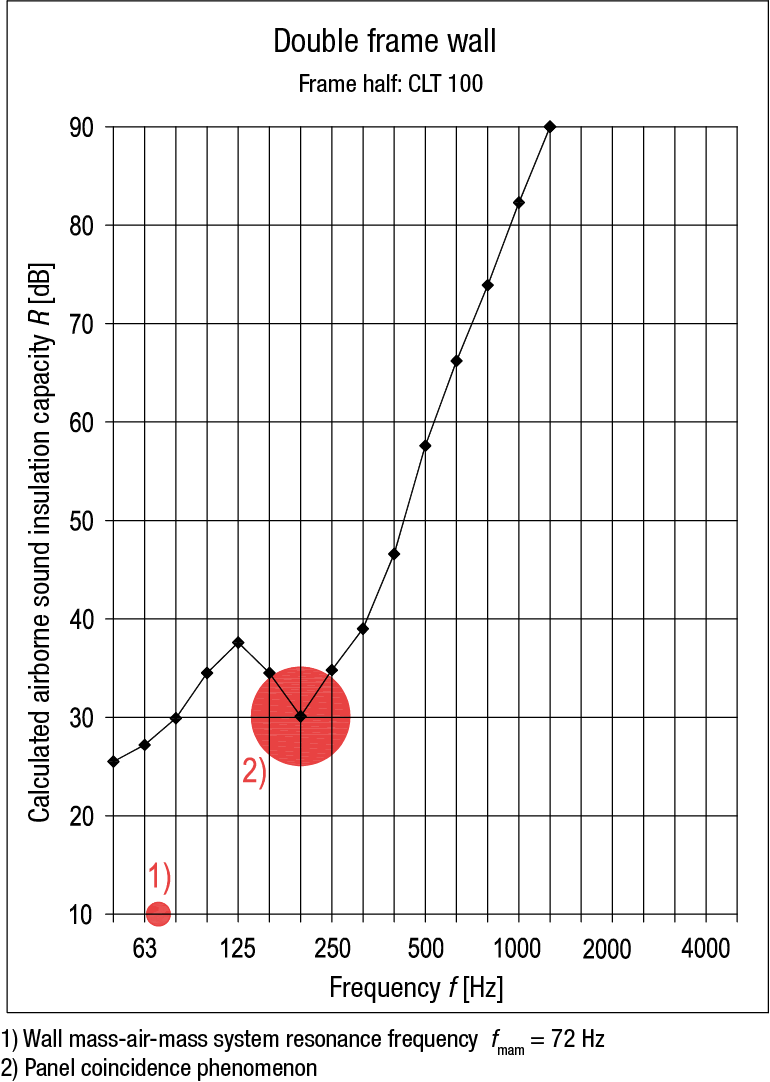 Double frame wall
Frame half: CLT 100
Calculated airborne sound insulation capacity R [dB]
90
80
70
60
50
40
30
20
10
2)
1)
63 125 250 500 1000 2000 4000
Frequency f [Hz]
1) Wall mass-air-mass system resonance frequency fmam = 72 Hz
2) Panel coincidence phenomenon